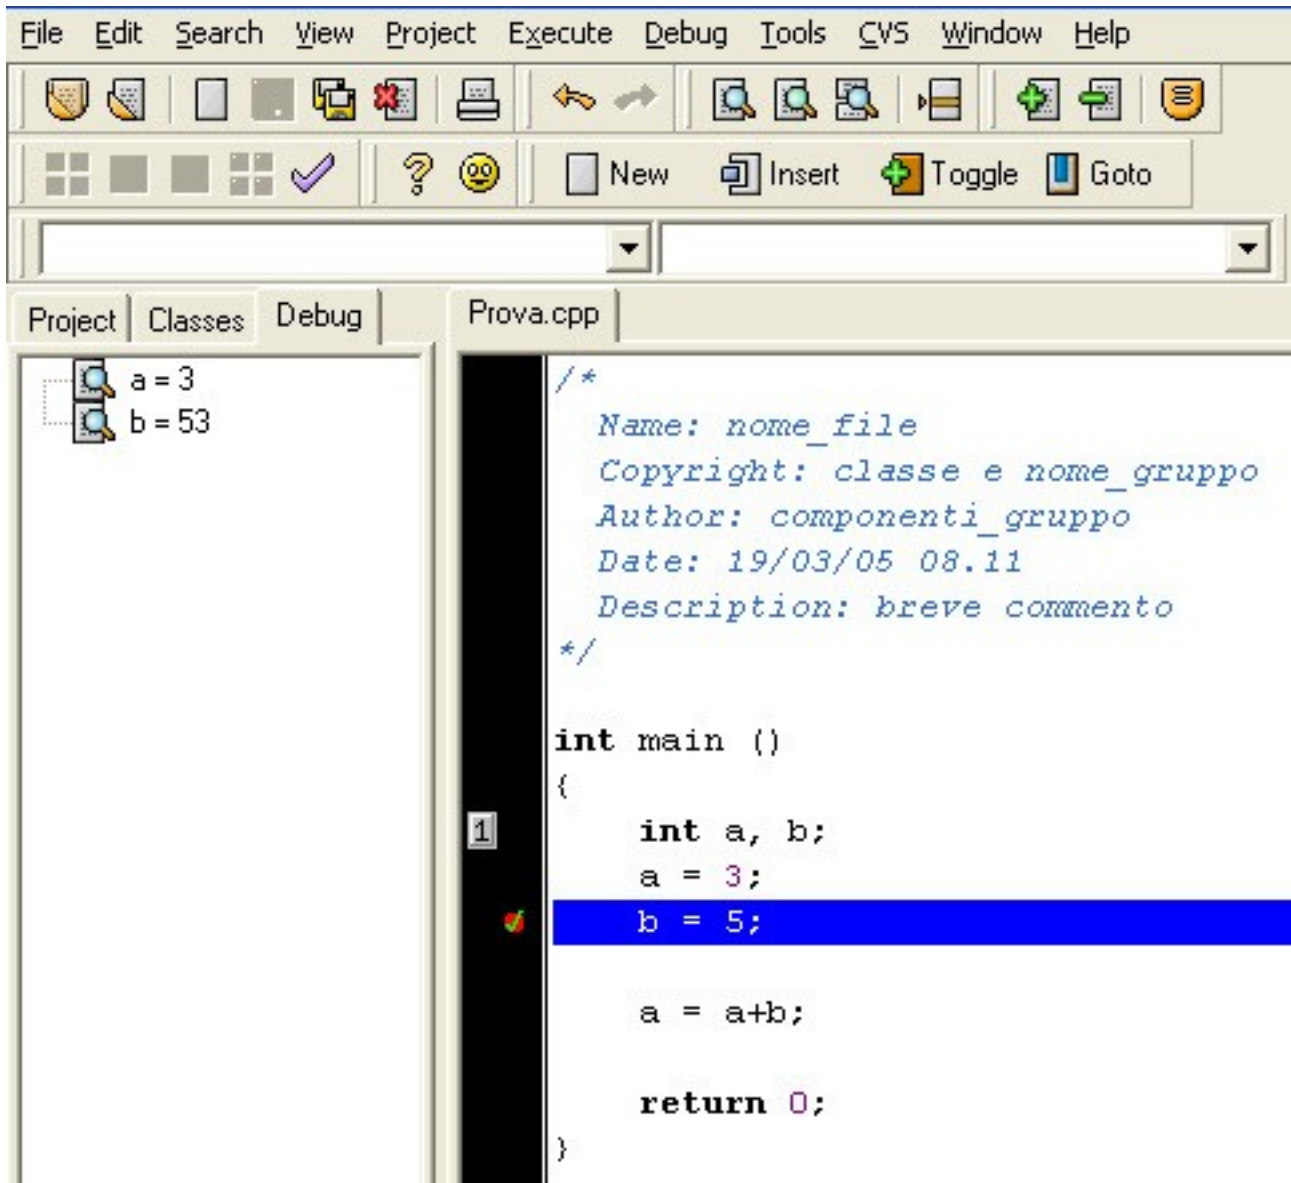 File Edit Search View Project Execute Debug Tools CVS Window Help
New Insert Toggle Goto
Project Classes Debug
Prova.cpp
a = 3
b = 53
/*
Name: nome_file
Copyright: classe e nome_gruppo
Author: componenti_gruppo
Date: 19/03/05 08.11
Description: breve commento
*/
int main ()
{
1
int a, b;
a = 3;
b = 5;
a = a+b;
return 0;
}